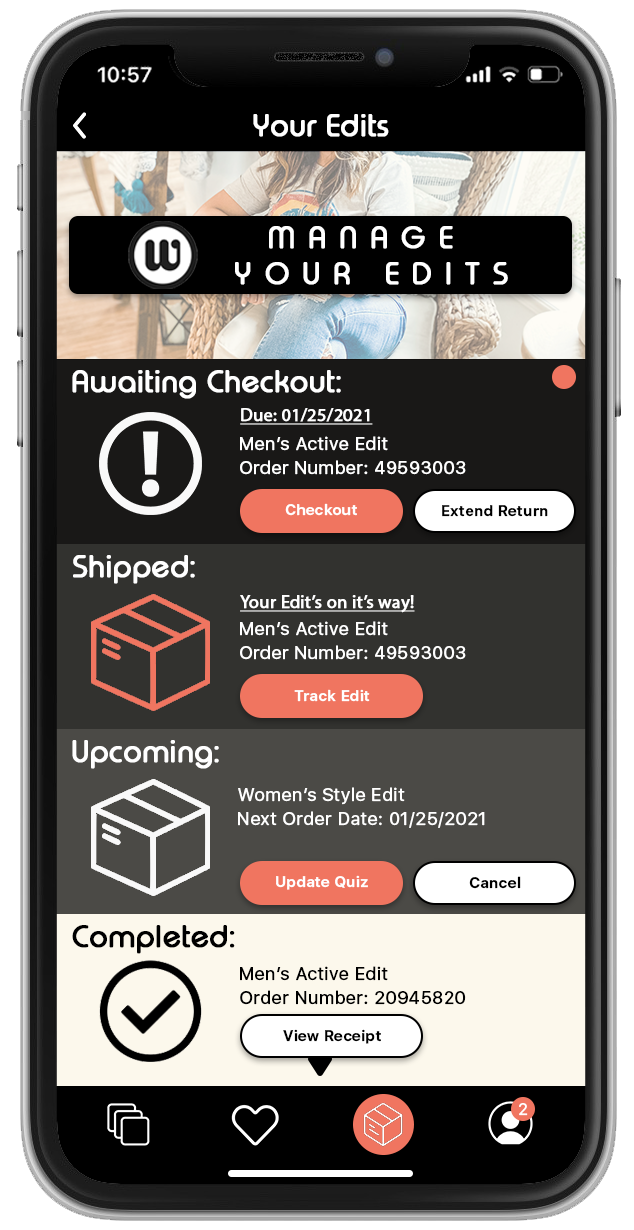 10:57
Your Edits
W
MANAGE
YOUR EDITS
Awaiting Checkout:
Due: 01/25/2021
Men's Active Edit
Order Number: 49593003
Checkout
Extend Return
Shipped:
Your Edit's on it's way!
Men's Active Edit
Order Number: 49593003
Track Edit
Upcoming:
Women's Style Edit
Next Order Date: 01/25/2021
Update Quiz
Cancel
Completed:
Men's Active Edit
Order Number: 20945820
View Receipt
2